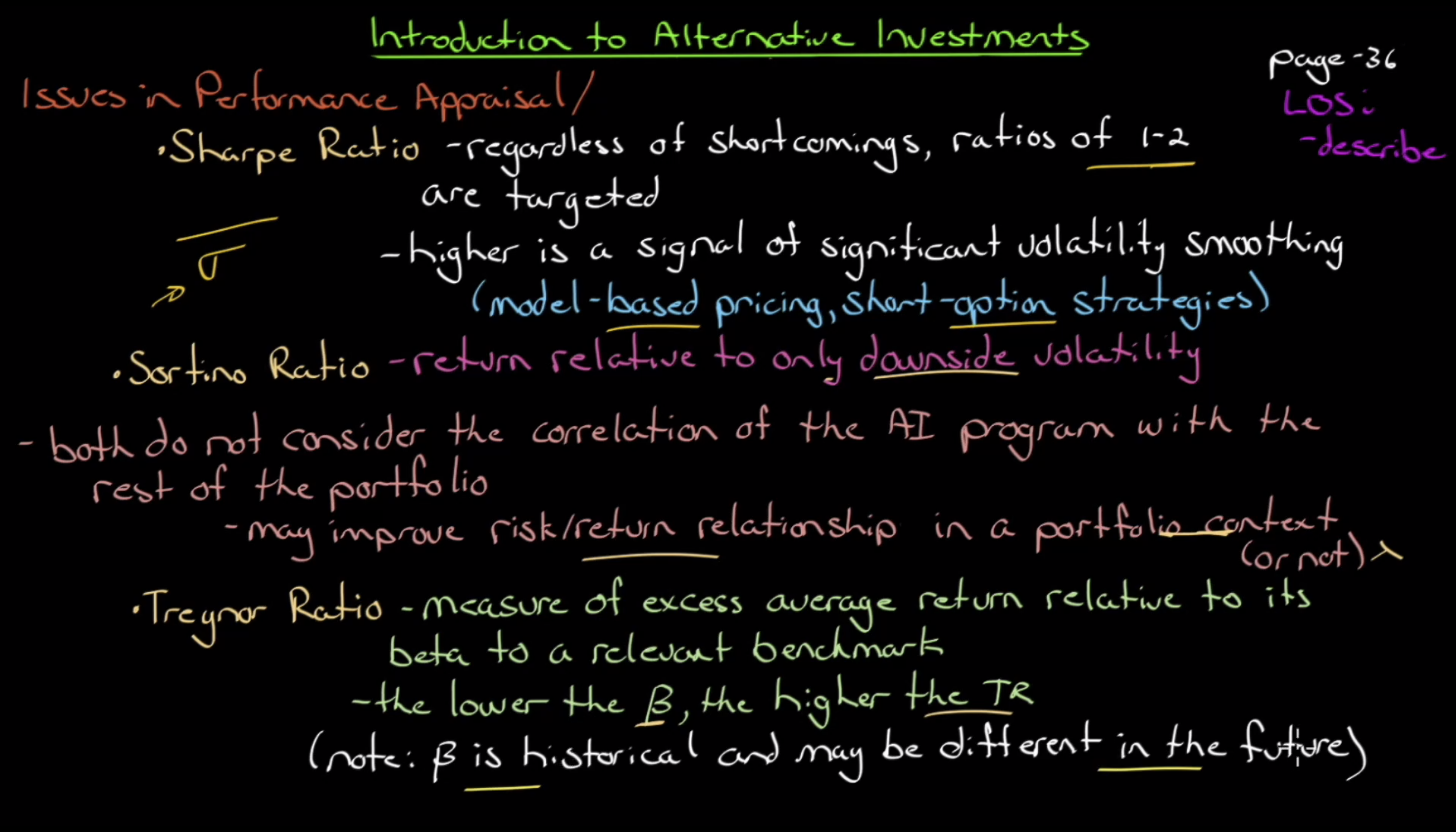 Introduction to Alternative Investments
page-36
LOS:
-describe
Issues in Performance Appraisal/
• Sharpe Ratio -regardless of shortcomings, ratios of 1-2
are targeted
σ
-higher is a signal of significant volatility smoothing
(model-based pricing, short-option strategies)
• Sortino Ratio -return relative to only downside volatility
- both do not consider the correlation of the AI program with the
rest of the portfolio
- may improve risk/return relationship in a portfolio context
(or not)
• Treynor Ratio -measure of excess average return relative to its
beta to a relevant benchmark
-the lower the β, the higher the TR
(note: β is historical and may be different in the future)